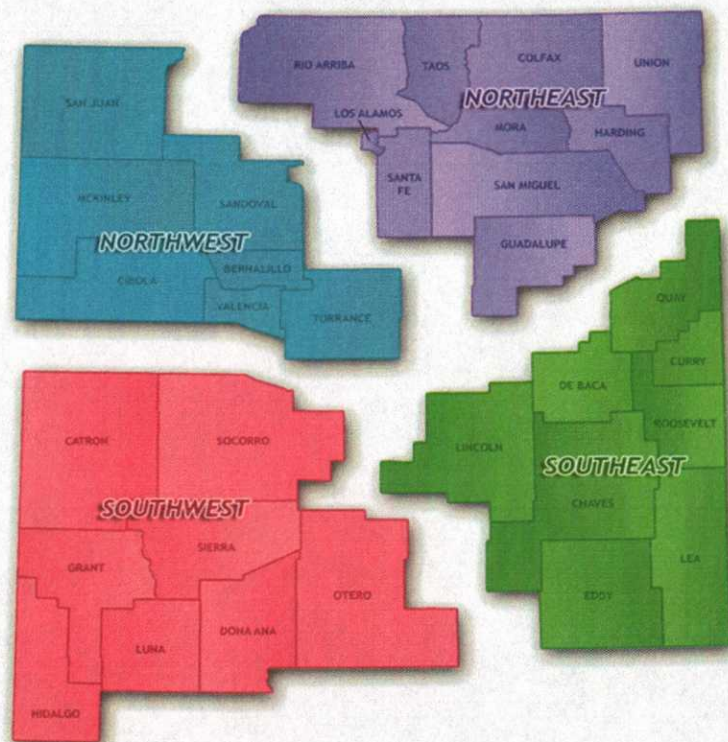 RIO ARRIBA
TAOS
COLFAX
UNION
NORTHEAST
LOS ALAMOS
MORA
HARDING
SANTA
FE
SAN MIGUEL
GUADALUPE
SAN JUAN
MCKINLEY
SANDOVAL
NORTHWEST
BERNALILLO
CIBOLA
VALENCIA
TORRANCE
QUAY
CURRY
DE BACA
ROOSEVELT
LINCOLN
SOUTHEAST
CHAVES
LEA
EDDY
CATRON
SOCORRO
SOUTHWEST
SIERRA
GRANT
OTERO
DONA ANA
LUNA
HIDALGO